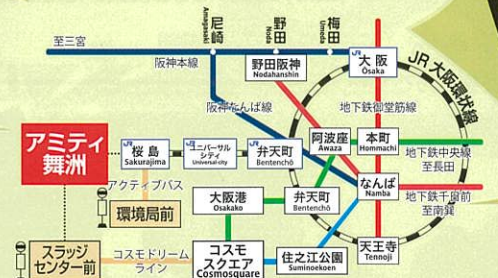 至三宮
尼崎
Amagasaki
野田
Noda
梅田
Umeda
阪神本線
野田阪神
Nodahanshin
JR
大阪
Osaka
JR大阪環状線
阪神なんば線
地下鉄御堂筋線
アミティ
舞洲
JR
桜島
Sakurajima
JR
ユニバーサル
シティ
Universal-city
JR
弁天町
Bentenchō
阿波座
Awaza
本町
Hommachi
地下鉄中央線
至長田
アクティブバス
環境局前
大阪港
Osakako
弁天町
Bentenchō
なんば
Namba
地下鉄千日前
至南巽
スラッジ
センター前
コスモドリーム
ライン
コスモ
スクエア
Cosmosquare
住之江公園
Suminoekoen
天王寺
Tennoji